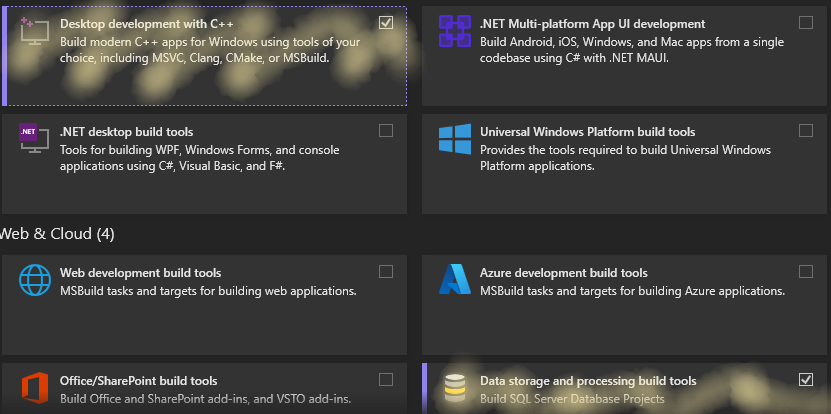 Desktop development with C++
Build modern C++ apps for Windows using tools of your
choice, including MSVC, Clang, CMake, or MSBuild.
.NET Multi-platform App UI development
Build Android, iOS, Windows, and Mac apps from a single
codebase using C# with .NET MAUI.
.NET
.NET desktop build tools
Tools for building WPF, Windows Forms, and console
applications using C#, Visual Basic, and F#.
Universal Windows Platform build tools
Provides the tools required to build Universal Windows
Platform applications.
Web & Cloud (4)
Web development build tools
MSBuild tasks and targets for building web applications.
Azure development build tools
MSBuild tasks and targets for building Azure applications.
Office/SharePoint build tools
Build Office and SharePoint add-ins, and VSTO add-ins.
Data storage and processing build tools
Build SQL Server Database Projects